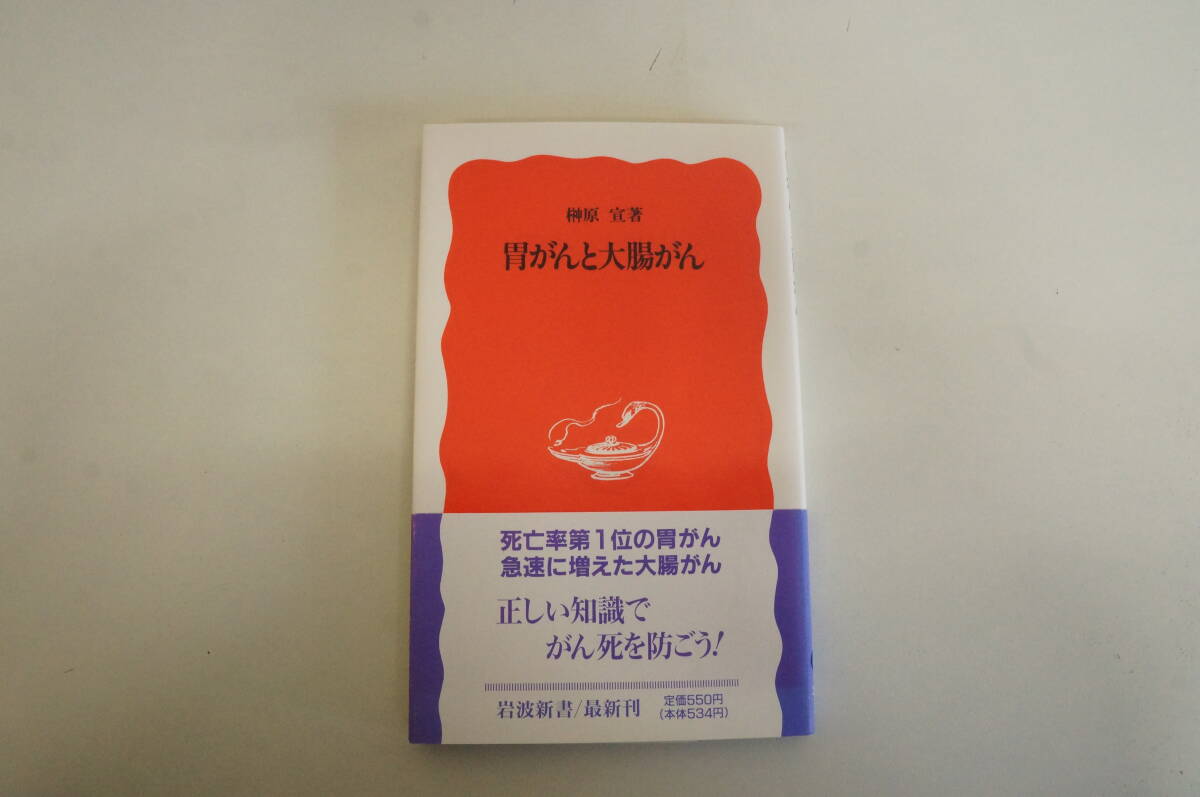 榊原 宣著
胃がんと大腸がん
死亡率第1位の胃がん
急速に増えた大腸がん
正しい知識で
がん死を防ごう!
岩波新書/最新刊
定価550円
(本体534円)